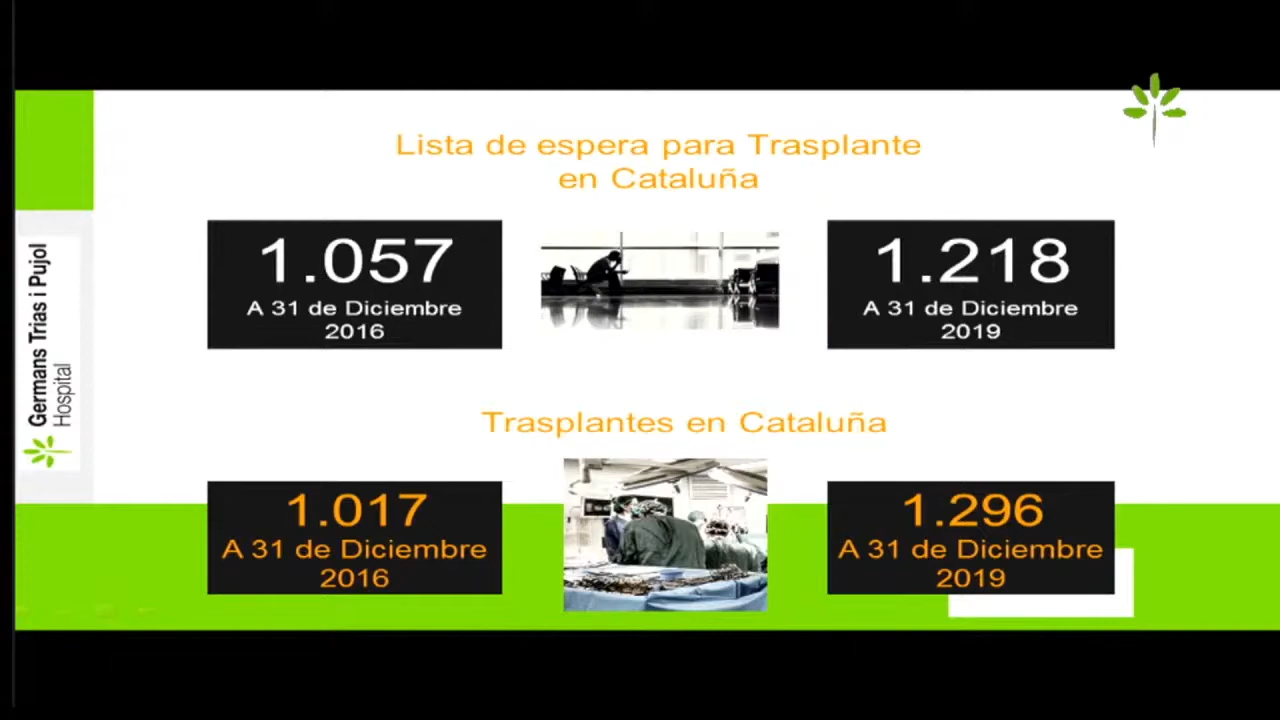 Lista de espera para Trasplante
en Cataluña
1.057
A 31 de Diciembre
2016
1.218
A 31 de Diciembre
2019
Germans Trias i Pujol
Hospital
Trasplantes en Cataluña
1.017
A 31 de Diciembre
2016
1.296
A 31 de Diciembre
2019